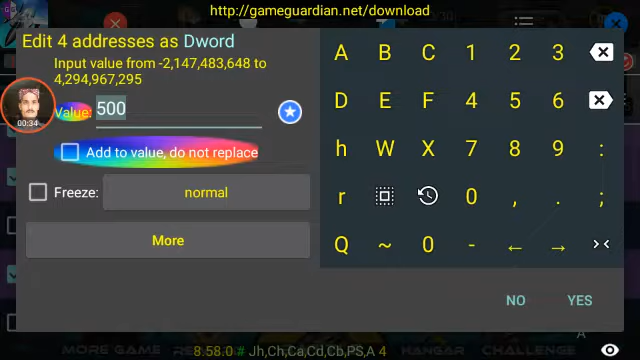 http://gameguardian.net/download
Edit 4 addresses as Dword
Input value from -2,147,483,648 to
4,294,967,295
00:34
Value: 500
Add to value, do not replace
Freeze: normal
More
A B C 1 2 3
D E F 4 5 6
h W X 7 8 9 :
r 0 , . ;
Q ~ 0 - ← → ><
NO YES
A
MORE GAME HANGAR CHALLENGE
8.58.0 # Jh,Ch,Ca,Cd,Cb,PS,A 4